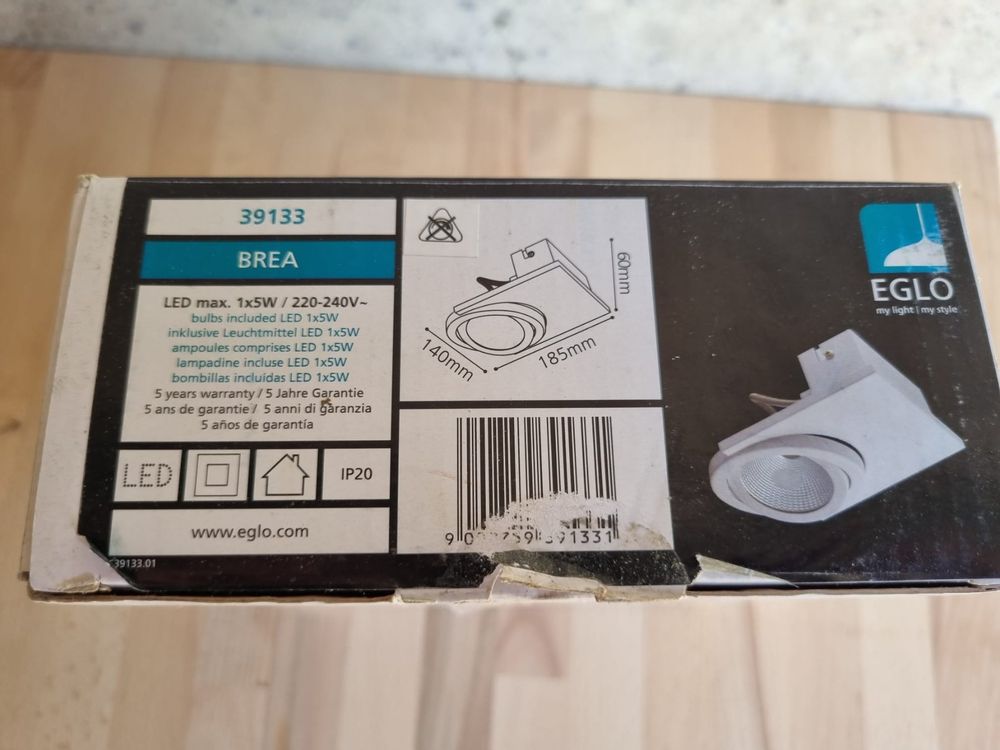 39133
BREA
LED max. 1x5W / 220-240V~
bulbs included LED 1x5W
inklusive Leuchtmittel LED 1x5W
ampoules comprises LED 1x5W
lampadine incluse LED 1x5W
bombillas incluidas LED 1x5W
5 years warranty / 5 Jahre Garantie
5 ans de garantie / 5 anni di garanzia
5 años de garantía
LED
IP20
www.eglo.com
39133.01
60mm
140mm
185mm
9
391331
EGLO
my light | my style